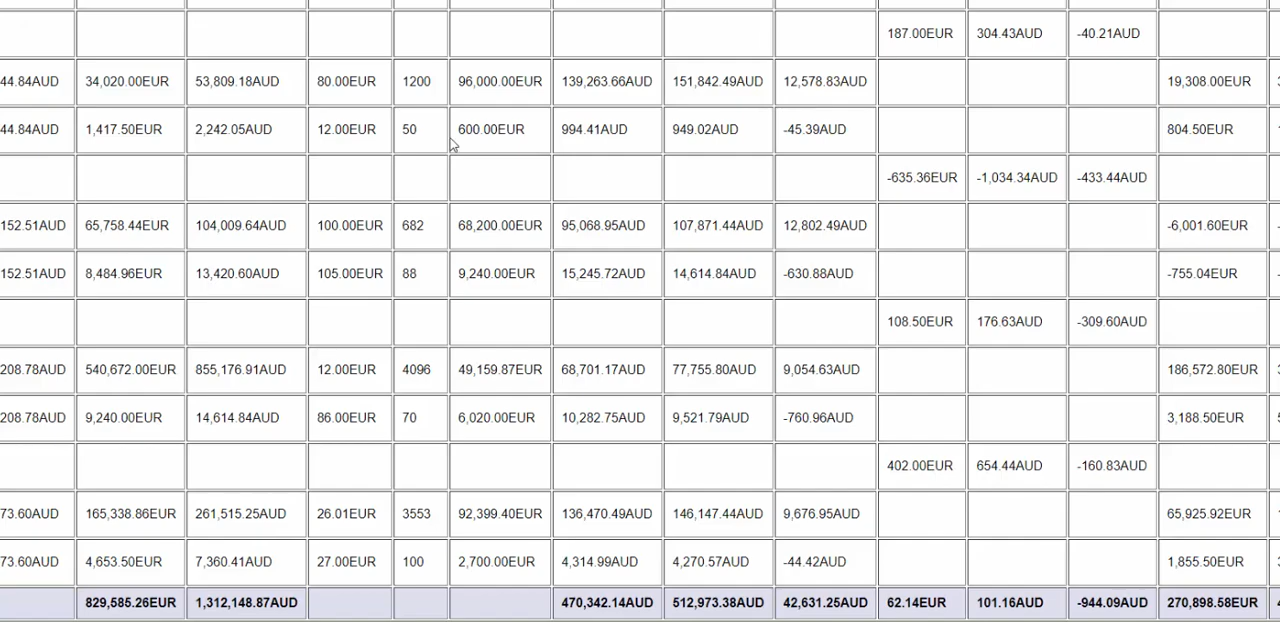 187.00EUR 304.43AUD -40.21AUD
44.84AUD 34,020.00EUR 53,809.18AUD 80.00EUR 1200 96,000.00EUR 139,263.66AUD 151,842.49AUD 12,578.83AUD 19,308.00EUR
44.84AUD 1,417.50EUR 2,242.05AUD 12.00EUR 50 600.00EUR 994.41AUD 949.02AUD -45.39AUD 804.50EUR
-635.36EUR -1,034.34AUD -433.44AUD
152.51AUD 65,758.44EUR 104,009.64AUD 100.00EUR 682 68,200.00EUR 95,068.95AUD 107,871.44AUD 12,802.49AUD -6,001.60EUR
152.51AUD 8,484.96EUR 13,420.60AUD 105.00EUR 88 9,240.00EUR 15,245.72AUD 14,614.84AUD -630.88AUD -755.04EUR
108.50EUR 176.63AUD -309.60AUD
208.78AUD 540,672.00EUR 855,176.91AUD 12.00EUR 4096 49,159.87EUR 68,701.17AUD 77,755.80AUD 9,054.63AUD 186,572.80EUR
208.78AUD 9,240.00EUR 14,614.84AUD 86.00EUR 70 6,020.00EUR 10,282.75AUD 9,521.79AUD -760.96AUD 3,188.50EUR
402.00EUR 654.44AUD -160.83AUD
73.60AUD 165,338.86EUR 261,515.25AUD 26.01EUR 3553 92,399.40EUR 136,470.49AUD 146,147.44AUD 9,676.95AUD 65,925.92EUR
73.60AUD 4,653.50EUR 7,360.41AUD 27.00EUR 100 2,700.00EUR 4,314.99AUD 4,270.57AUD -44.42AUD 1,855.50EUR
829,585.26EUR 1,312,148.87AUD 470,342.14AUD 512,973.38AUD 42,631.25AUD 62.14EUR 101.16AUD -944.09AUD 270,898.58EUR